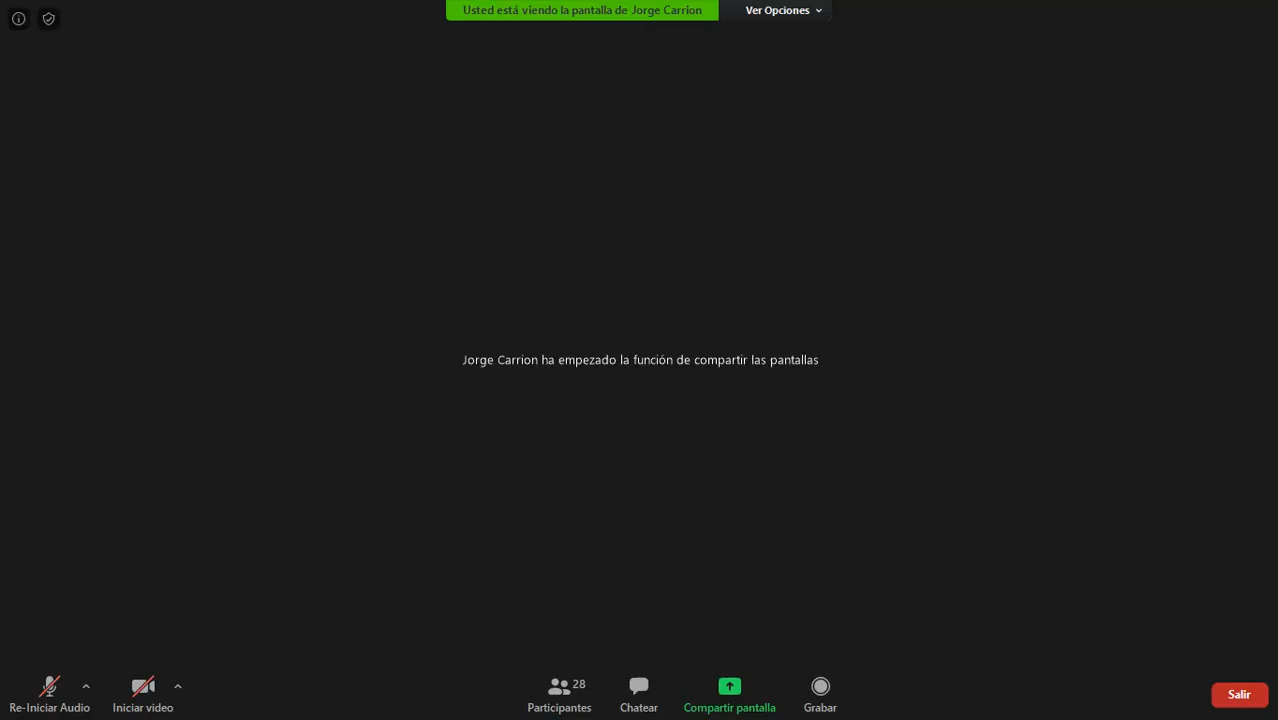 Usted está viendo la pantalla de Jorge Carrion
Ver Opciones
Jorge Carrion ha empezado la función de compartir las pantallas
Re-Iniciar Audio
Iniciar video
28
Participantes
Chatear
Compartir pantalla
Grabar
Salir